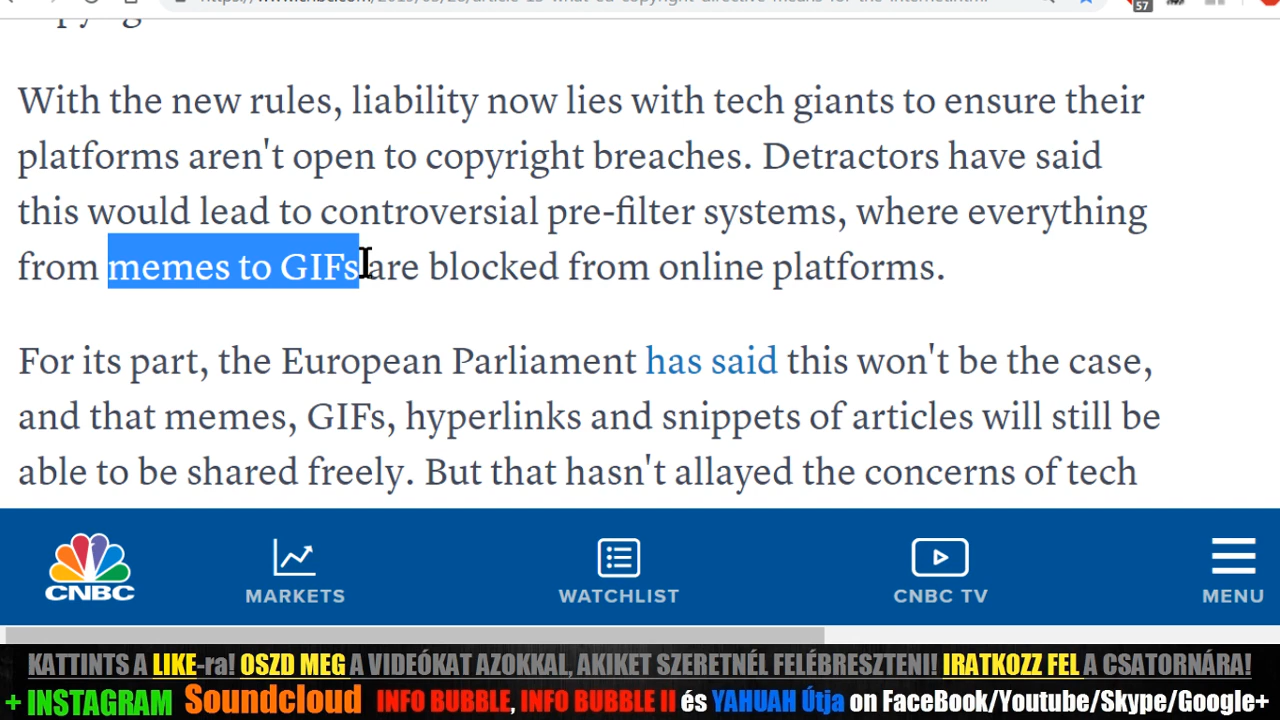 57
With the new rules, liability now lies with tech giants to ensure their
platforms aren't open to copyright breaches. Detractors have said
this would lead to controversial pre-filter systems, where everything
from memes to GIFs are blocked from online platforms.
For its part, the European Parliament has said this won't be the case,
and that memes, GIFs, hyperlinks and snippets of articles will still be
able to be shared freely. But that hasn't allayed the concerns of tech
CNBC
MARKETS
WATCHLIST
CNBC TV
MENU
KATTINTS A LIKE-ra! OSZD MEG A VIDEÓKAT AZOKKAL, AKIKET SZERETNÉL FELÉBRESZTENI! IRATKOZZ FEL A CSATORNÁRA!
+ INSTAGRAM Soundcloud INFO BUBBLE, INFO BUBBLE II és YAHUAH Útja on FaceBook/Youtube/Skype/Google+